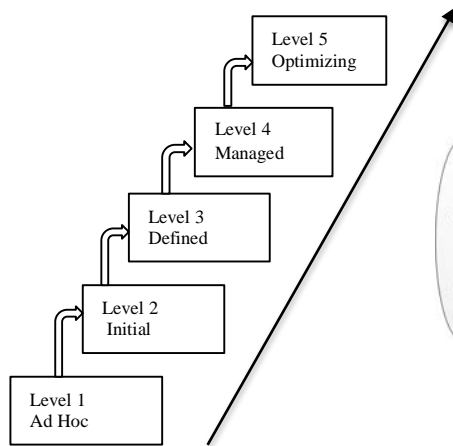 Level 5
Optimizing
Level 4
Managed
Level 3
Defined
Level 2
Initial
Level 1
Ad Hoc